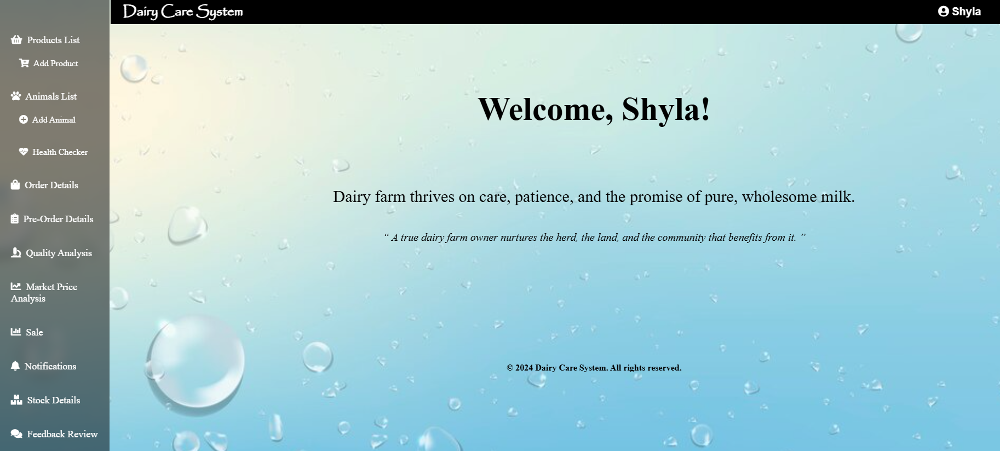 Dairy Care System
Shyla
Products List
Add Product
Animals List
Add Animal
Health Checker
Order Details
Pre-Order Details
Quality Analysis
Market Price
Analysis
Sale
Notifications
Stock Details
Feedback Review
Welcome, Shyla!
Dairy farm thrives on care, patience, and the promise of pure, wholesome milk.
“ A true dairy farm owner nurtures the herd, the land, and the community that benefits from it. ”
© 2024 Dairy Care System. All rights reserved.